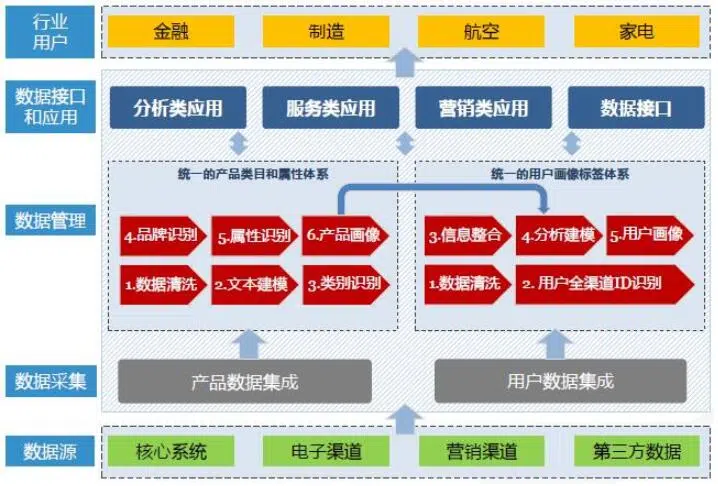 行业
用户
金融
制造
航空
家电
数据接口
和应用
分析类应用
服务类应用
营销类应用
数据接口
数据管理
统一的产品类目和属性体系
4.品牌识别
5.属性识别
6.产品画像
1.数据清洗
2.文本建模
3.类别识别
统一的用户画像标签体系
3.信息整合
4.分析建模
5.用户画像
1.数据清洗
2. 用户全渠道ID识别
数据采集
产品数据集成
用户数据集成
数据源
核心系统
电子渠道
营销渠道
第三方数据